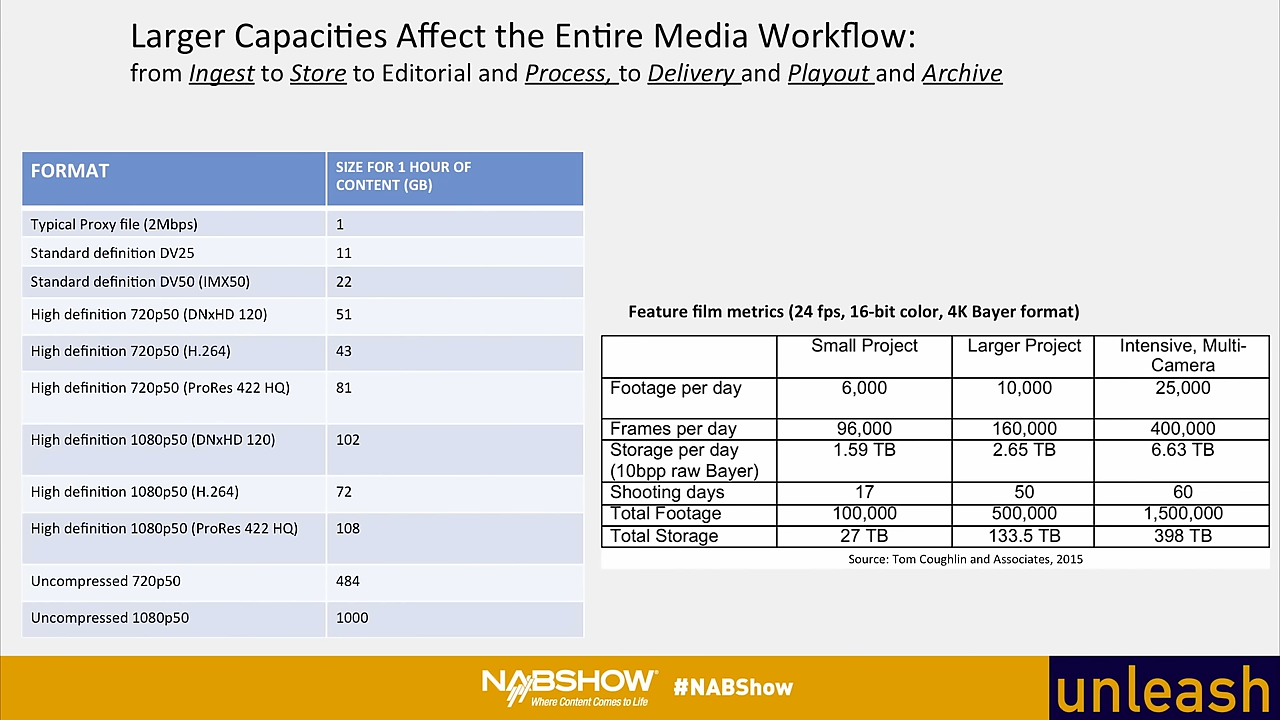 Larger Capacities Affect the Entire Media Workflow:
from Ingest to Store to Editorial and Process, to Delivery and Playout and Archive
FORMAT SIZE FOR 1 HOUR OF
CONTENT (GB)
Typical Proxy file (2Mbps) 1
Standard definition DV25 11
Standard definition DV50 (IMX50) 22
High definition 720p50 (DNxHD 120) 51
High definition 720p50 (H.264) 43
High definition 720p50 (ProRes 422 HQ) 81
High definition 1080p50 (DNxHD 120) 102
High definition 1080p50 (H.264) 72
High definition 1080p50 (ProRes 422 HQ) 108
Uncompressed 720p50 484
Uncompressed 1080p50 1000
Feature film metrics (24 fps, 16-bit color, 4K Bayer format)
Small Project Larger Project Intensive, Multi-
Camera
Footage per day 6,000 10,000 25,000
Frames per day 96,000 160,000 400,000
Storage per day 1.59 TB 2.65 TB 6.63 TB
(10bpp raw Bayer)
Shooting days 17 50 60
Total Footage 100,000 500,000 1,500,000
Total Storage 27 TB 133.5 TB 398 TB
Source: Tom Coughlin and Associates, 2015
NABSHOW® #NABShow
Where Content Comes to Life
unleash